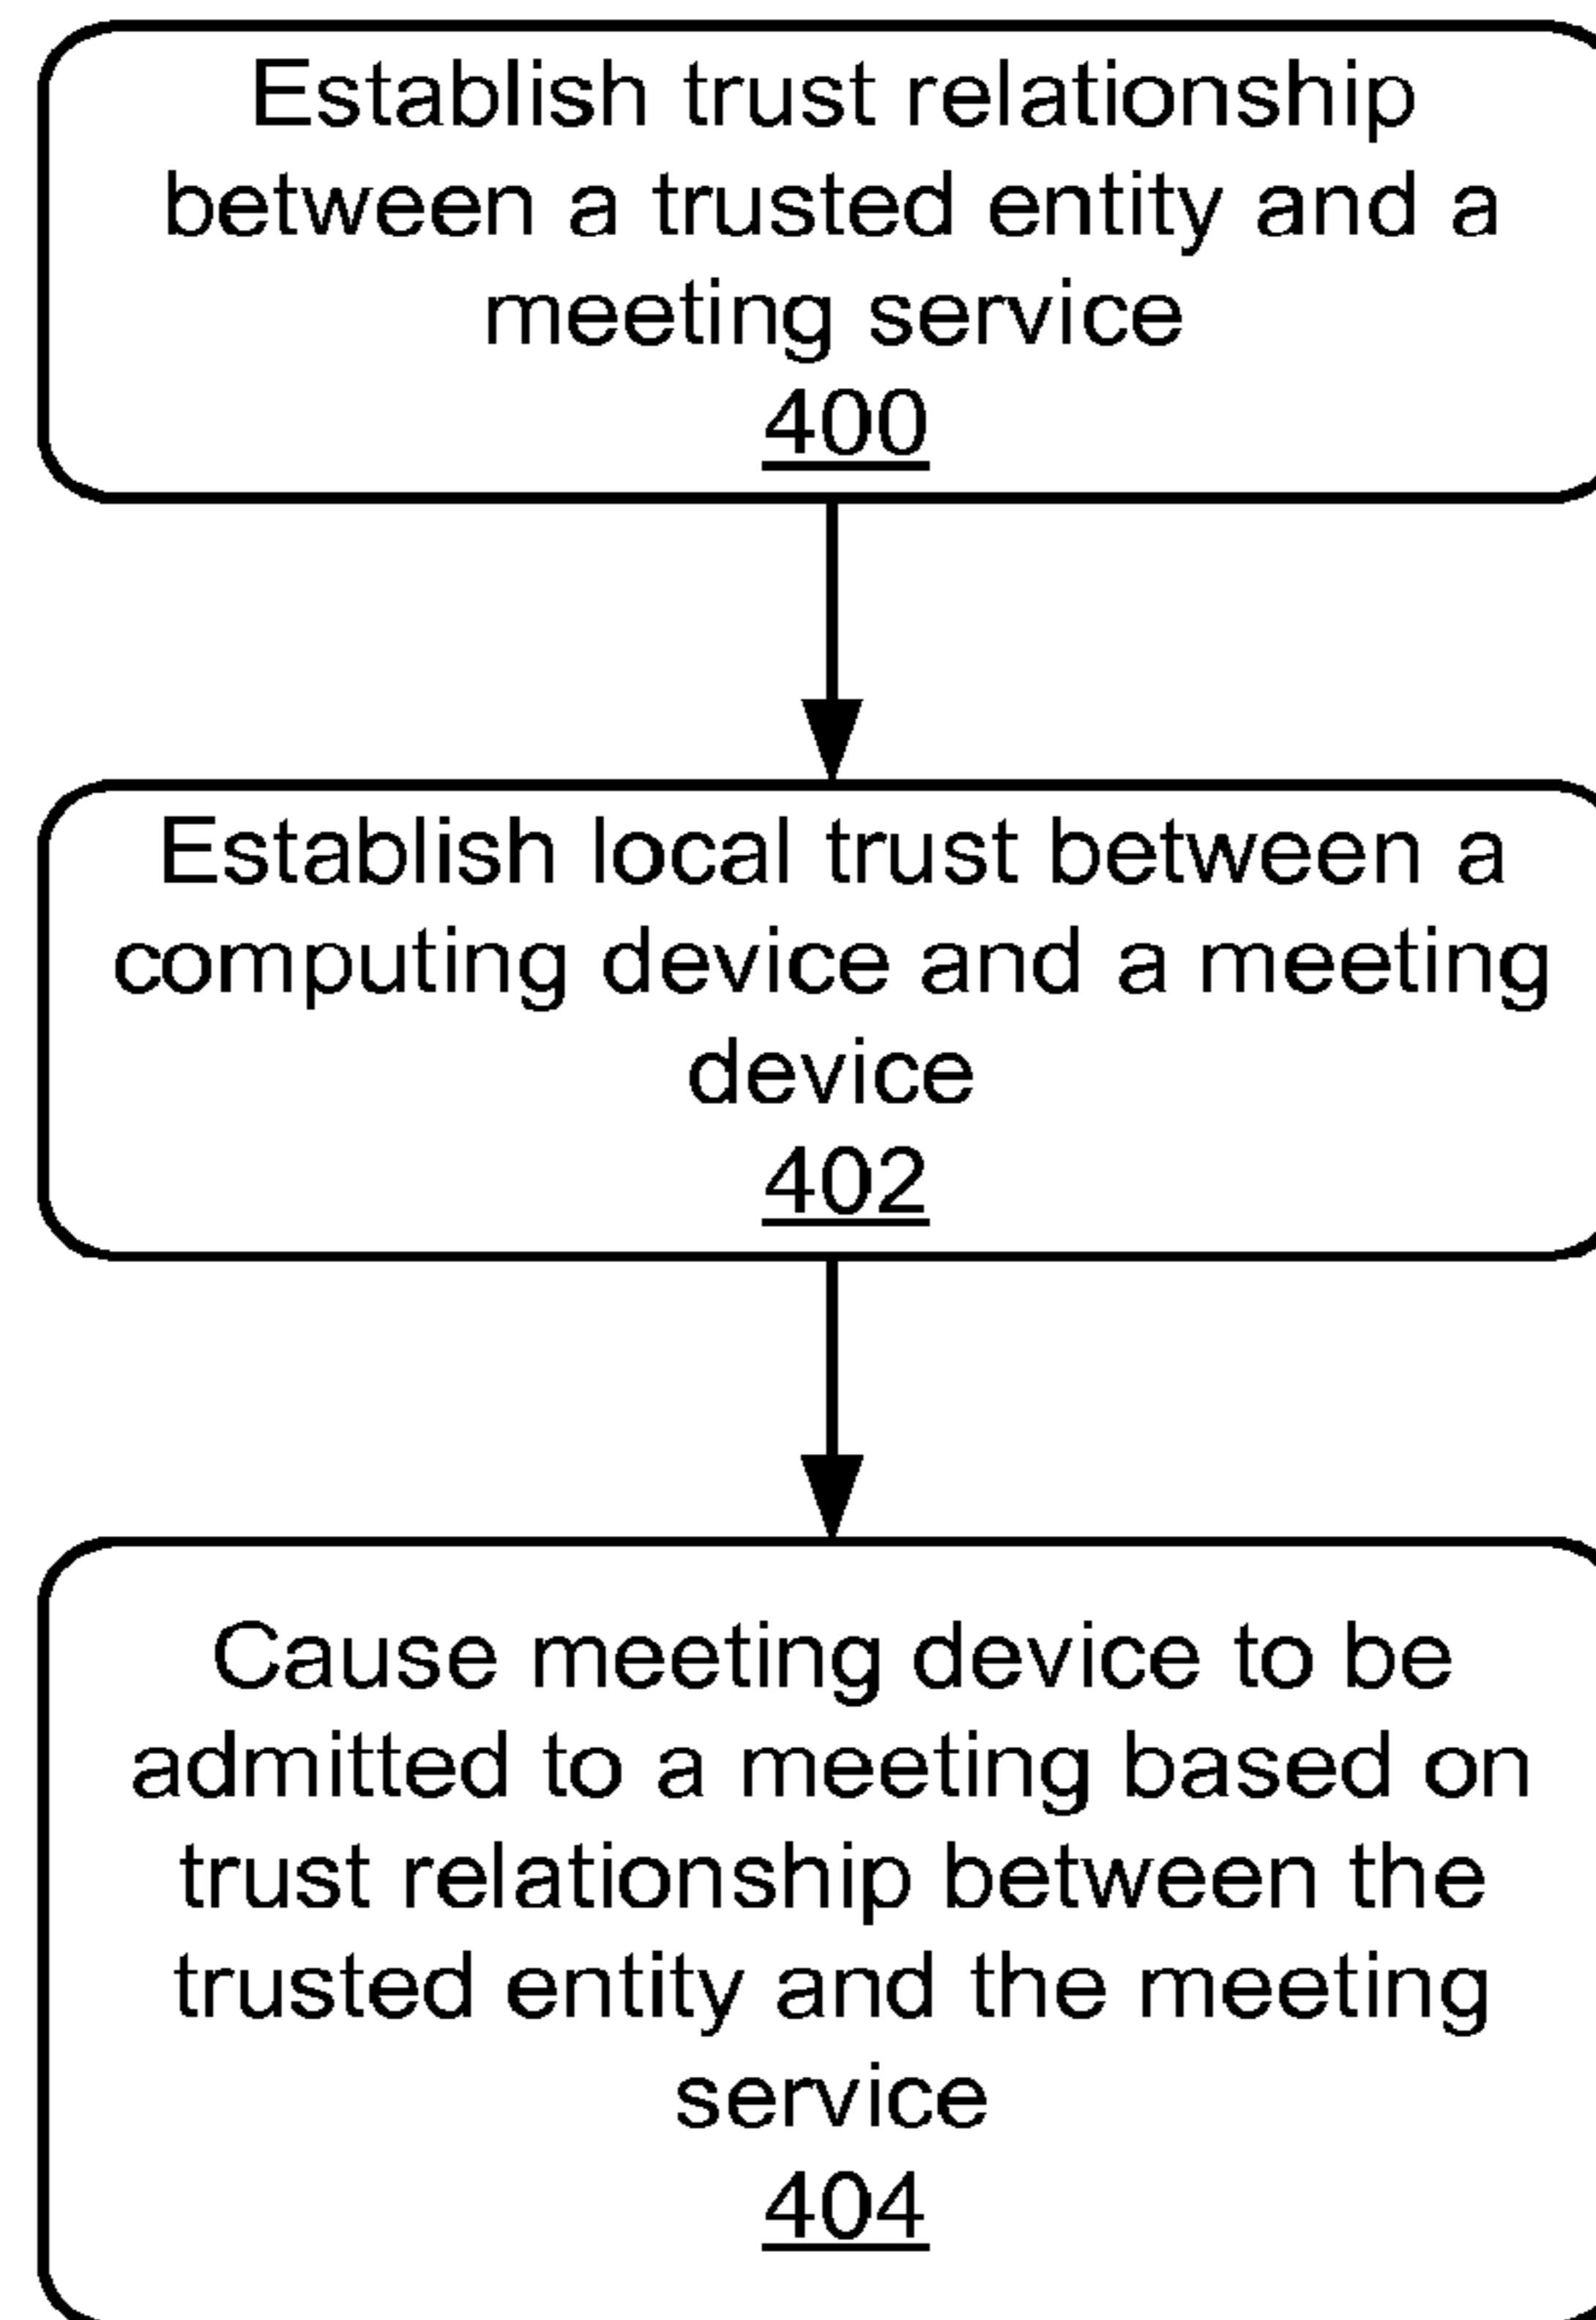 Establish trust relationship
between a trusted entity and a
meeting service
400
Establish local trust between a
computing device and a meeting
device
402
Cause meeting device to be
admitted to a meeting based on
trust relationship between the
trusted entity and the meeting
service
404